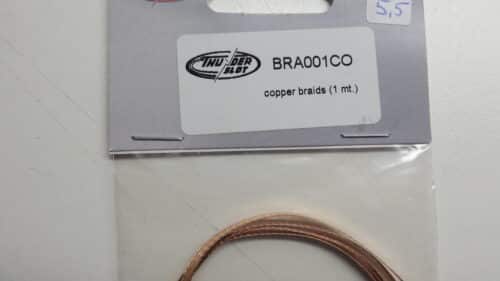 5,5
THUNDER
SLOT
BRA001CO
copper braids (1 mt.)